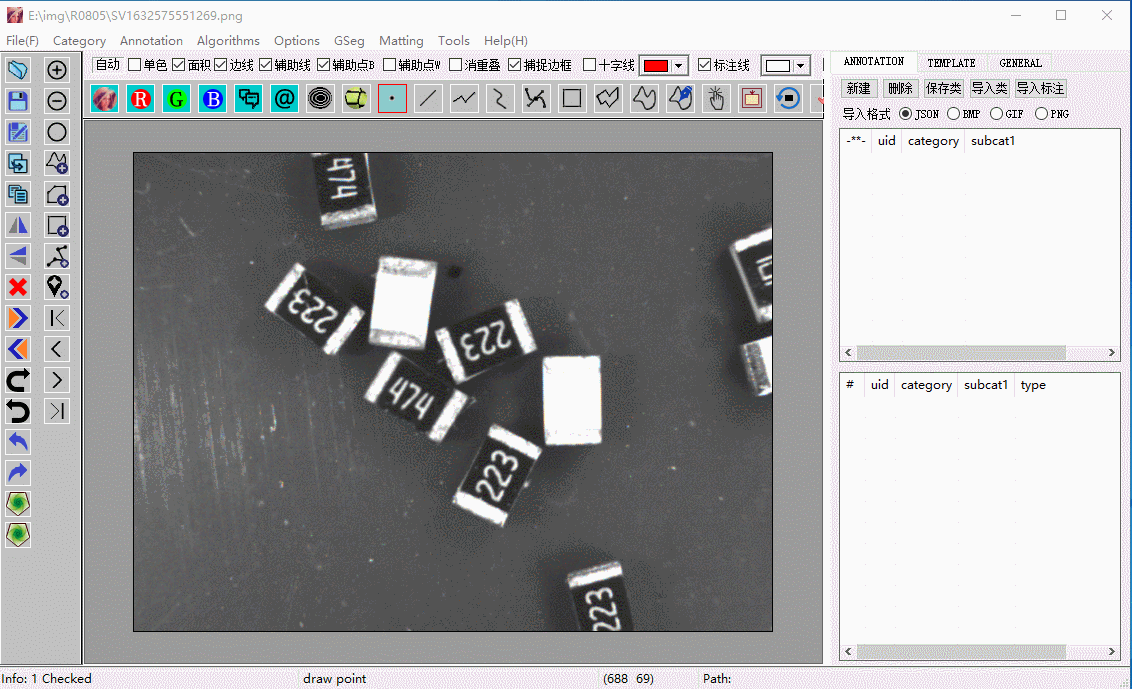 E:\img\R0805\SV1632575551269.png
File(F) Category Annotation Algorithms Options GSeg Matting Tools Help(H)
自动 单色 面积 边线 辅助线 辅助点B 辅助点W 消重叠 捕捉边框 十字线 标注线
R G B @
ANNOTATION TEMPLATE GENERAL
新建 删除 保存类 导入类 导入标注
导入格式 JSON BMP GIF PNG
-**- uid category subcat1
474
223
223
474
223
223
# uid category subcat1 type
Info: 1 Checked draw point (688 69) Path: